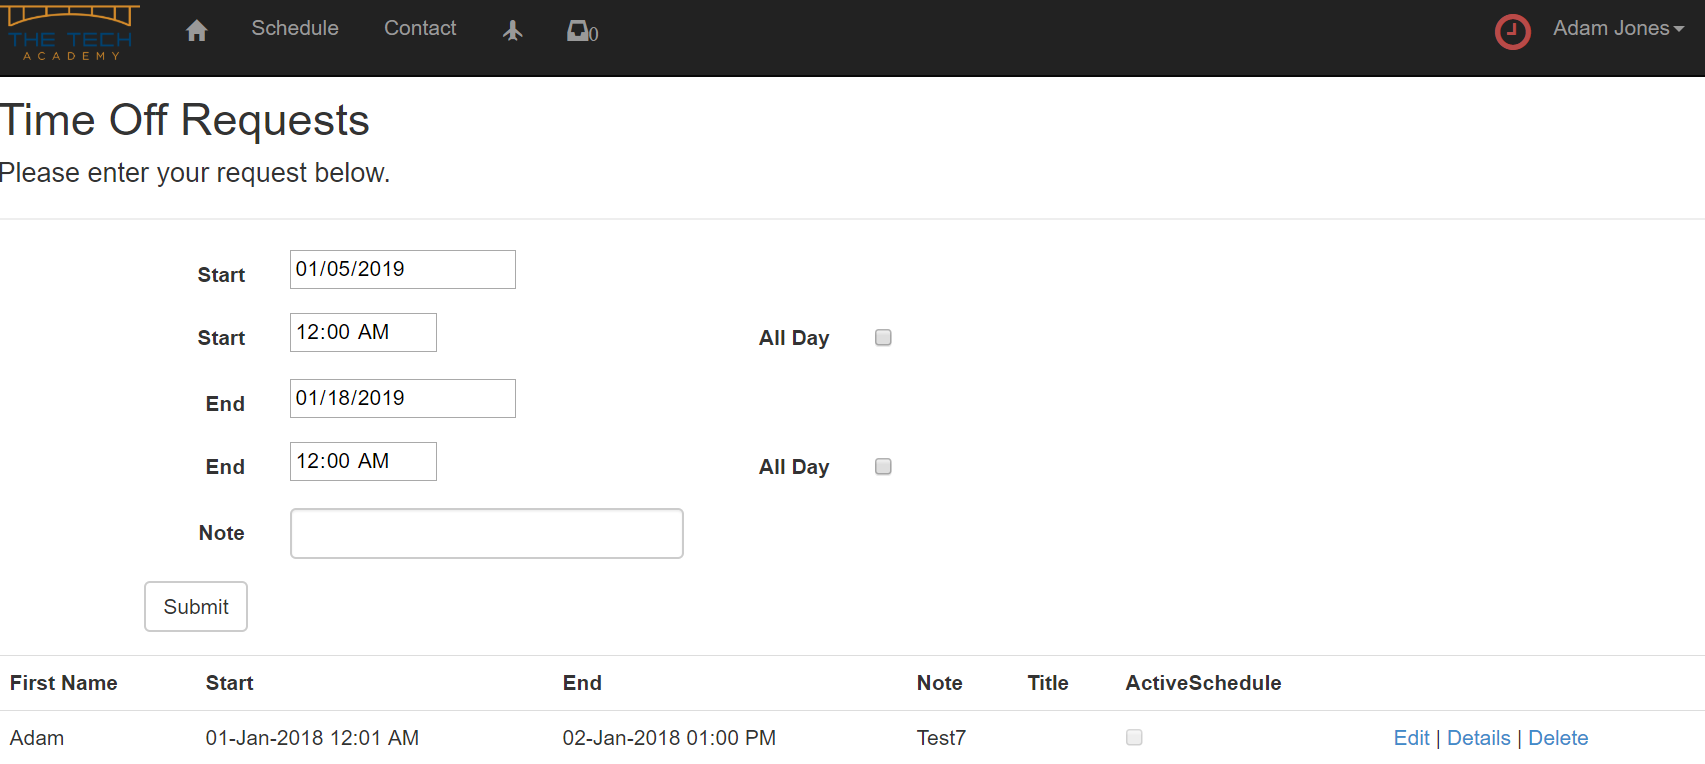 THE TECH
ACADEMY
Schedule Contact 0 Adam Jones
Time Off Requests
Please enter your request below.
Start 01/05/2019
Start 12:00 AM All Day
End 01/18/2019
End 12:00 AM All Day
Note
Submit
First Name Start End Note Title ActiveSchedule
Adam 01-Jan-2018 12:01 AM 02-Jan-2018 01:00 PM Test7 Edit | Details | Delete